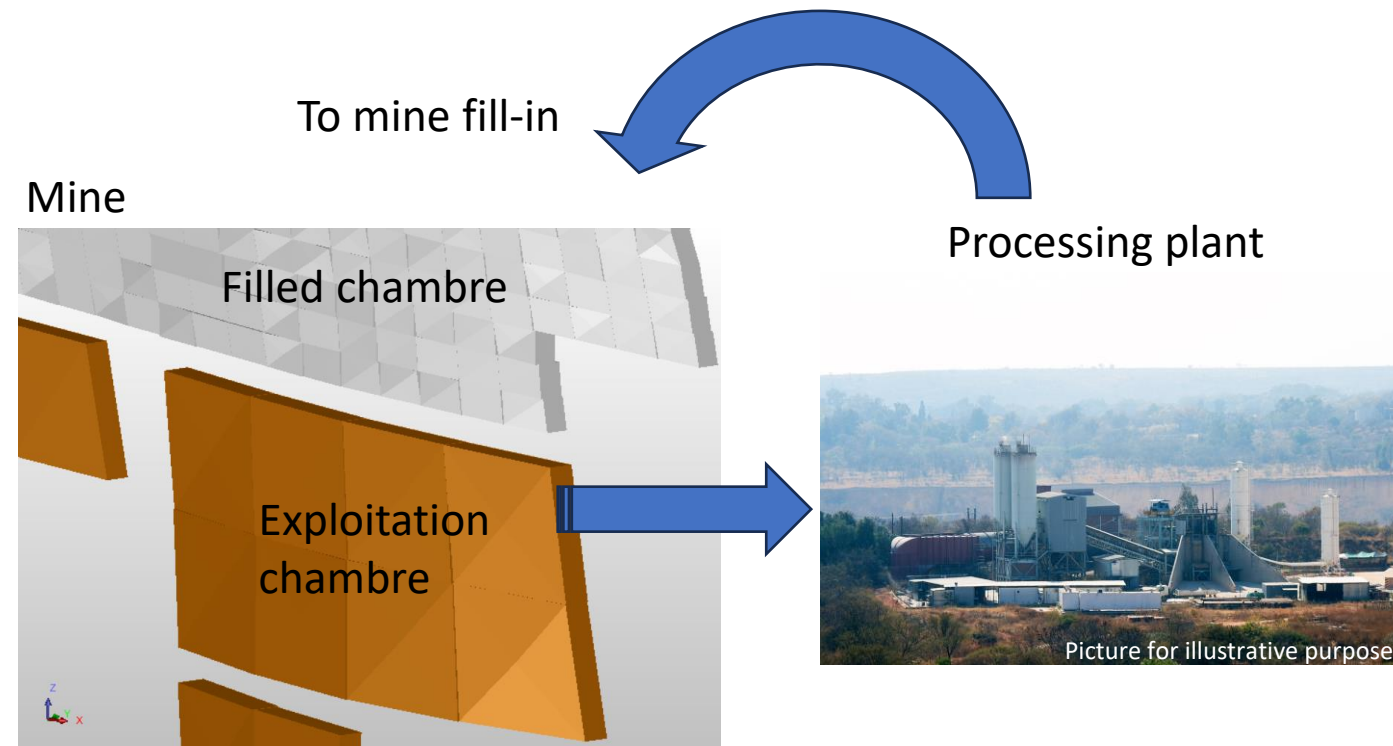 To mine fill-in
Mine
Processing plant
Filled chambre
Exploitation
chambre
Picture for illustrative purpose
Z
Y
X